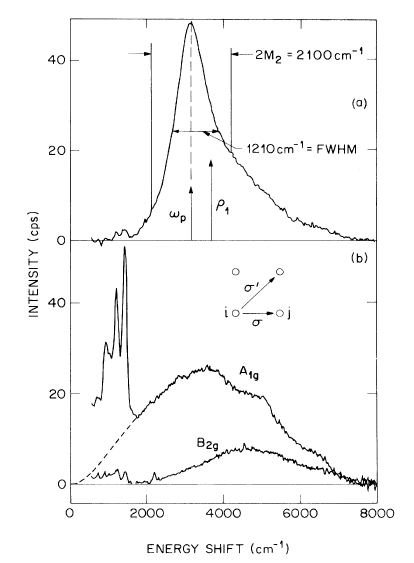 40
20
0
2M₂ = 2100 cm⁻¹
(a)
1210 cm⁻¹ = FWHM
ωp
ρ₁
INTENSITY (cps)
(b)
σ'
i
σ
j
40
20
0
A1g
B2g
0
2000
4000
6000
8000
ENERGY SHIFT (cm⁻¹)